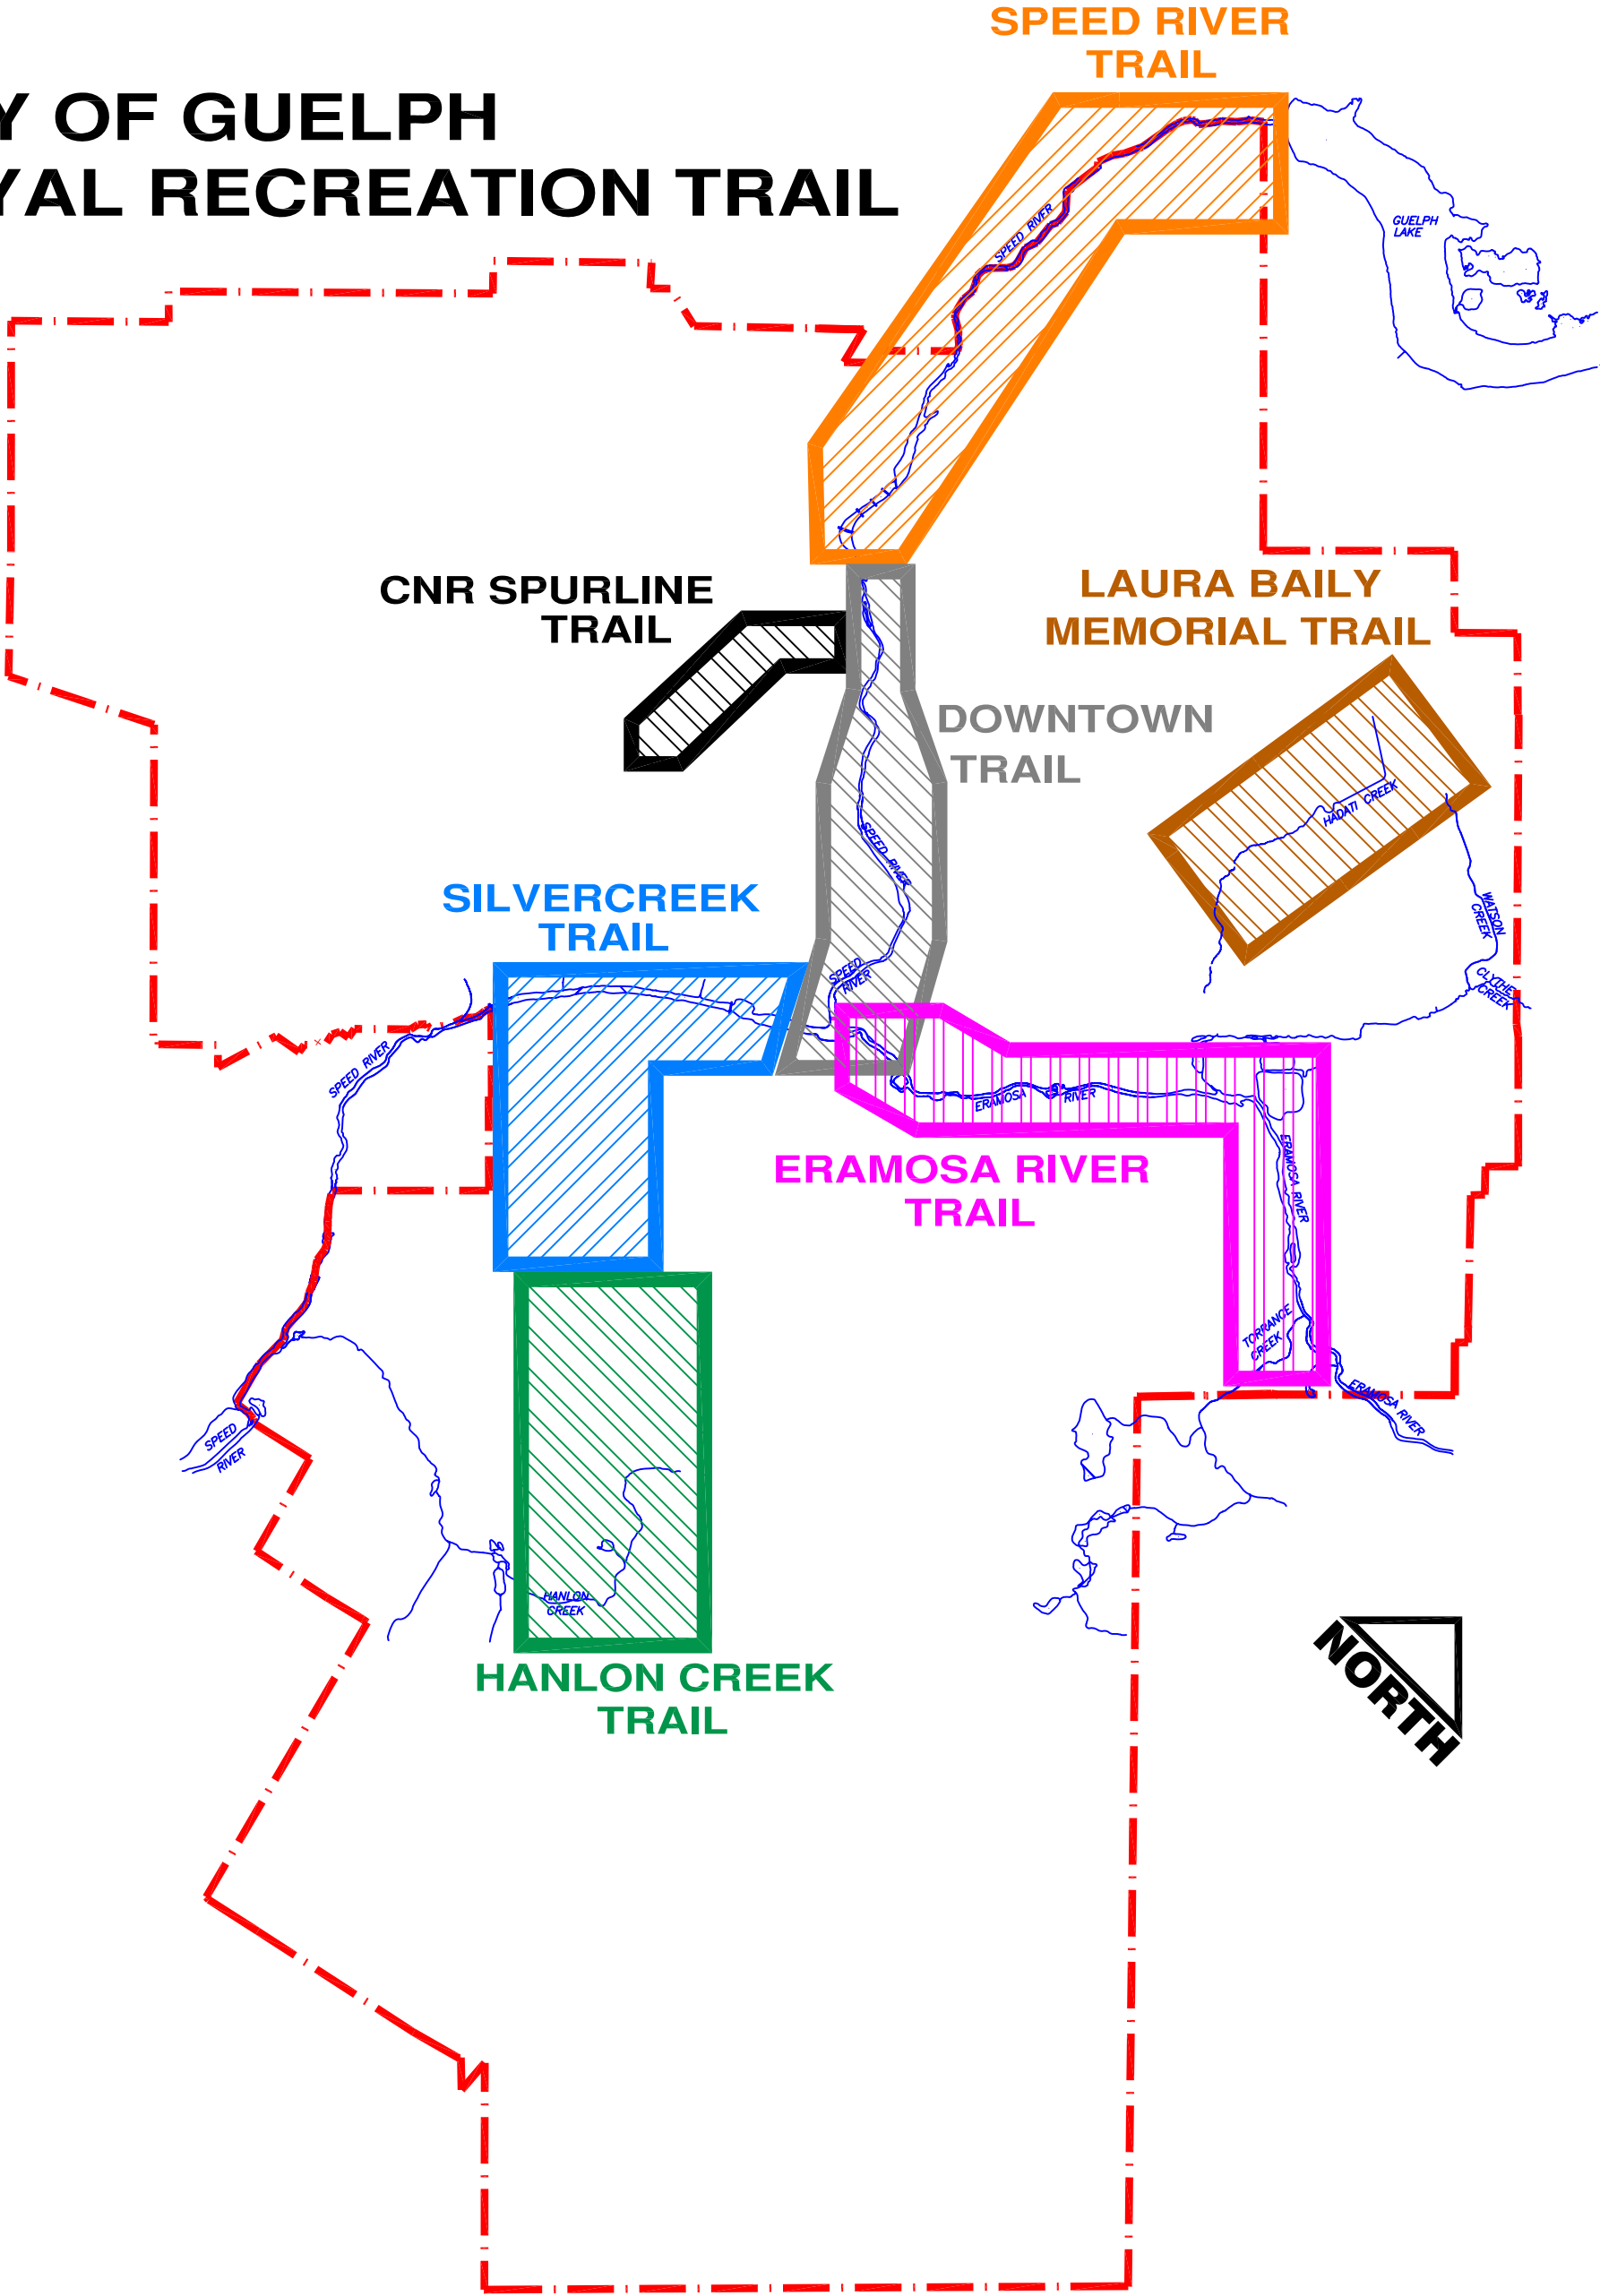 SPEED RIVER
TRAIL
Y OF GUELPH
YAL RECREATION TRAIL
SPEED RIVER
GUELPH
LAKE
CNR SPURLINE
TRAIL
LAURA BAILY
MEMORIAL TRAIL
DOWNTOWN
TRAIL
HADATI CREEK
SPEED RIVER
SILVERCREEK
TRAIL
WATSON
CREEK
SPEED
RIVER
CLYTHE
CREEK
SPEED RIVER
ERAMOSA RIVER
ERAMOSA RIVER
TRAIL
ERAMOSA RIVER
TORRANCE
CREEK
ERAMOSA RIVER
SPEED
RIVER
HANLON
CREEK
HANLON CREEK
TRAIL
NORTH